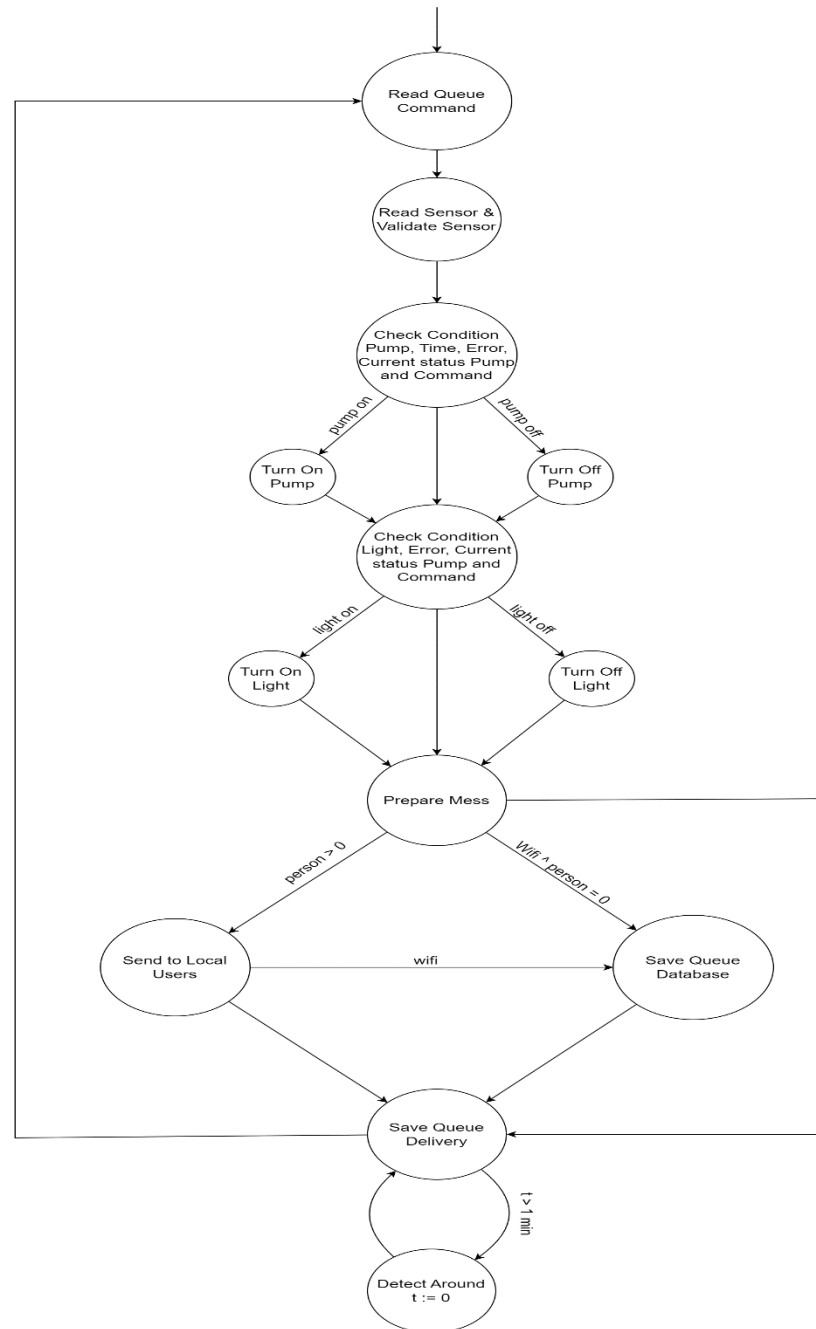 Read Queue
Command
Read Sensor &
Validate Sensor
Check Condition
Pump, Time, Error,
Current status Pump
and Command
pump on
pump off
Turn On
Pump
Turn Off
Pump
Check Condition
Light, Error, Current
status Pump and
Command
light on
light off
Turn On
Light
Turn Off
Light
Prepare Mess
person > 0
Wifi ^ person = 0
Send to Local
Users
wifi
Save Queue
Database
Save Queue
Delivery
t > 1 min
Detect Around
t := 0